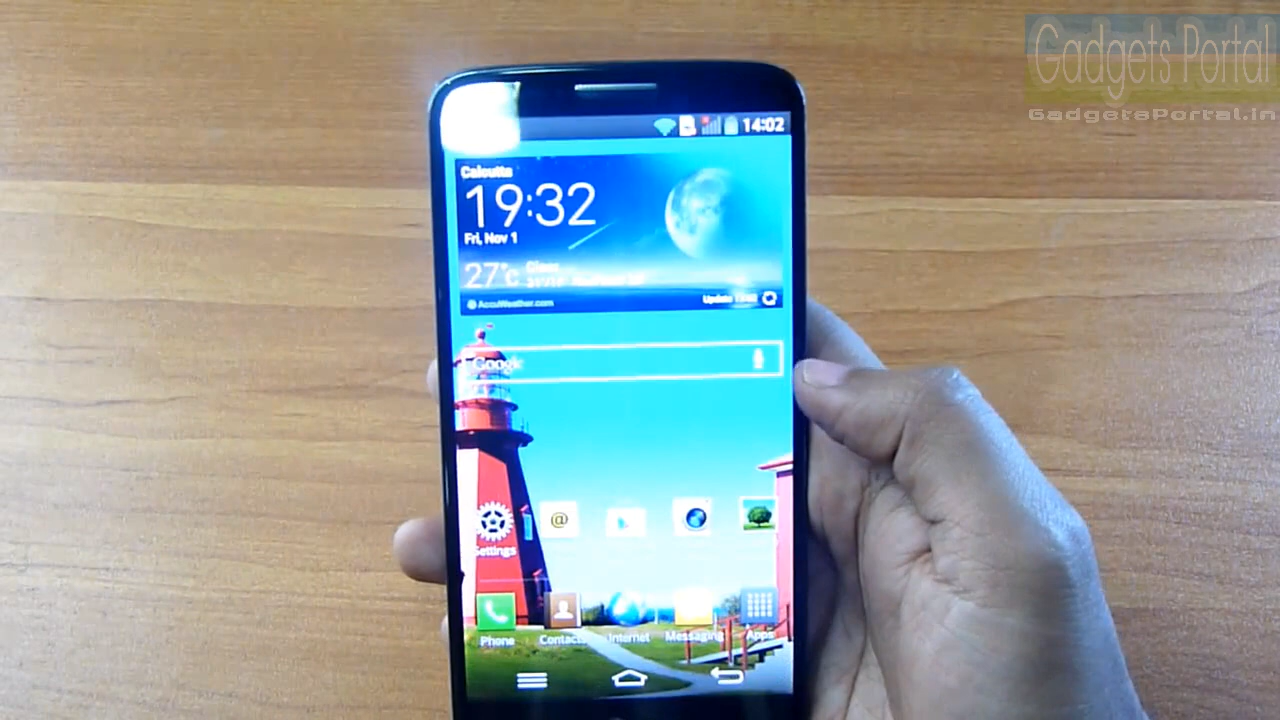 Gadgets Portal
GadgetsPortal.in
14:02
Calcutta
19:32
Fri, Nov 1
27°C
Clear
AccuWeather.com
Google
@
Settings
Phone
Contacts
Internet
Messaging
Apps